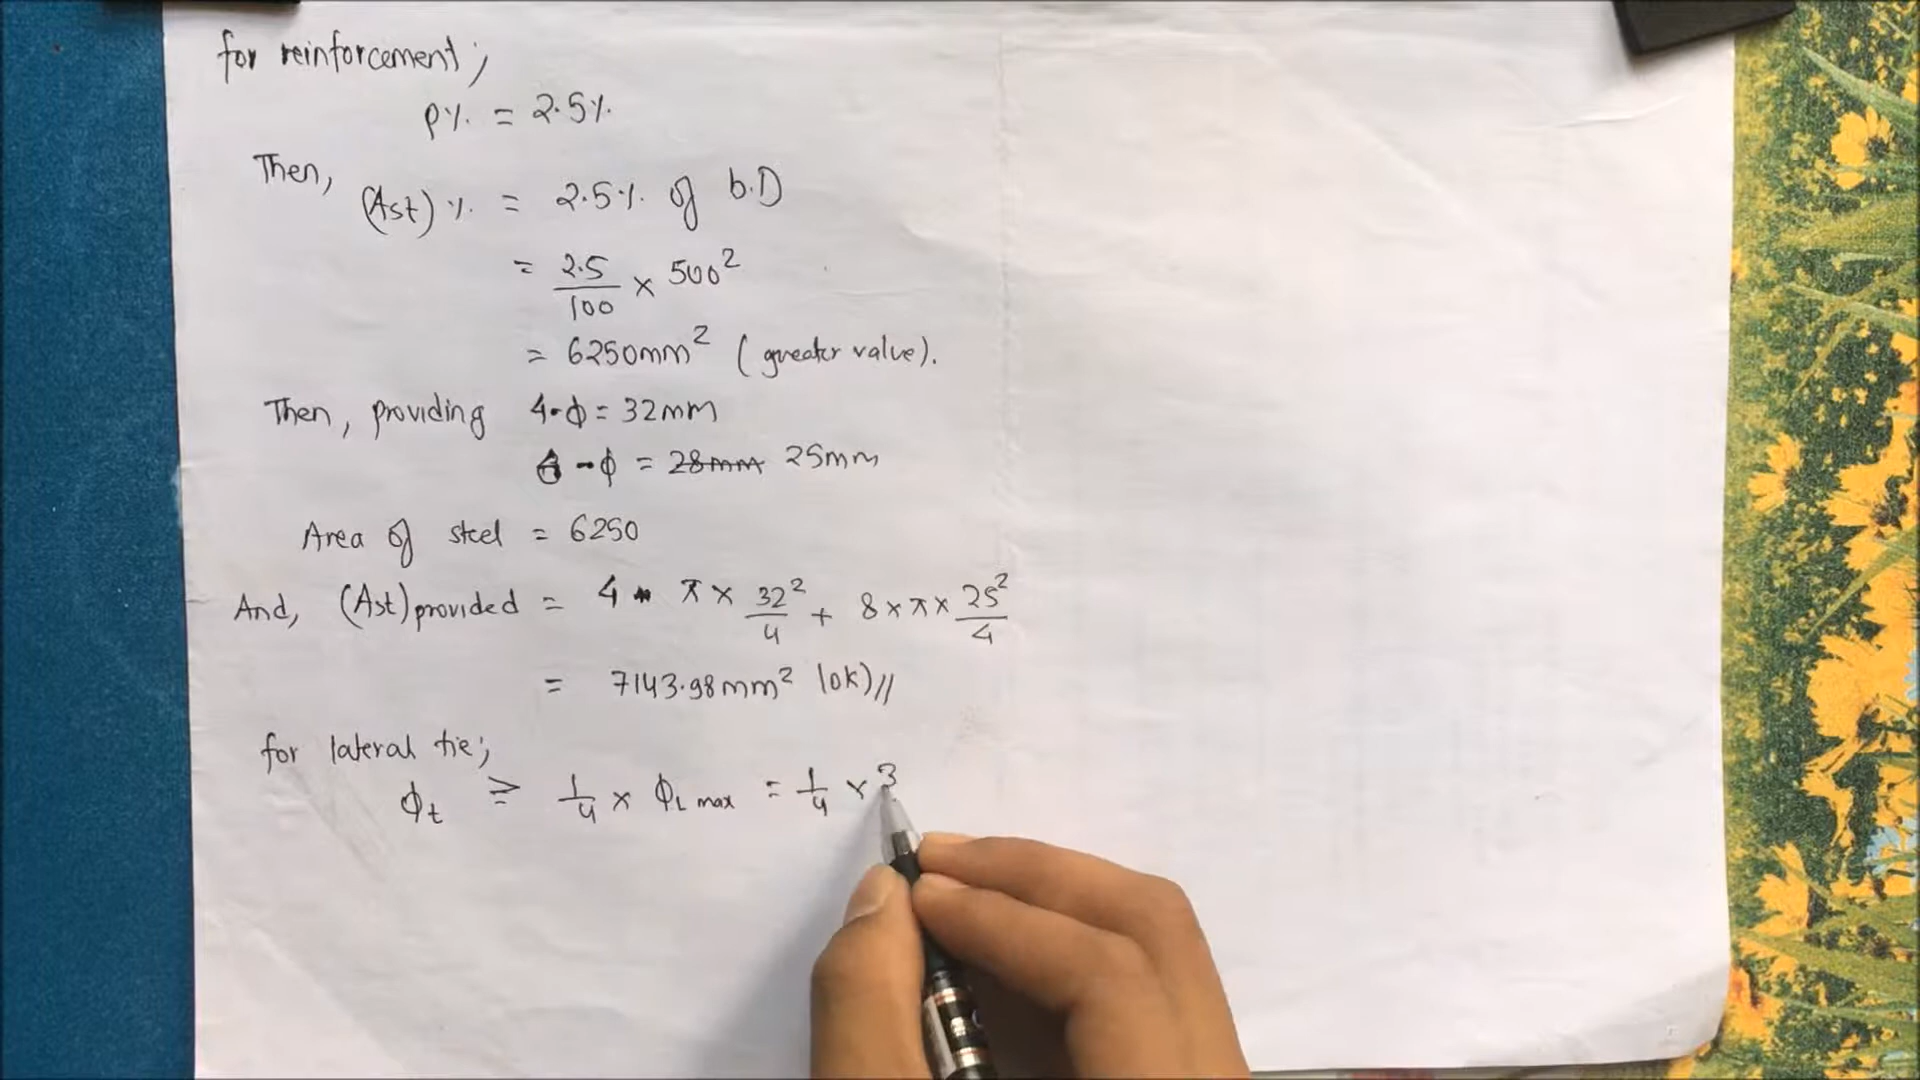 for reinforcement;
P% = 2.5%
Then,
(Ast)% = 2.5% of b.D
= 2.5/100 × 500²
= 6250mm² (greater value).
Then, providing 4-ϕ = 32mm
-ϕ = 28mm 25mm
Area of steel = 6250
And, (Ast)provided = 4 π × 32²/4 + 8×π×25²/4
= 7143.98mm² (ok)//
for lateral tie;
ϕt ≥ 1/4 × ϕL max = 1/4 × 3